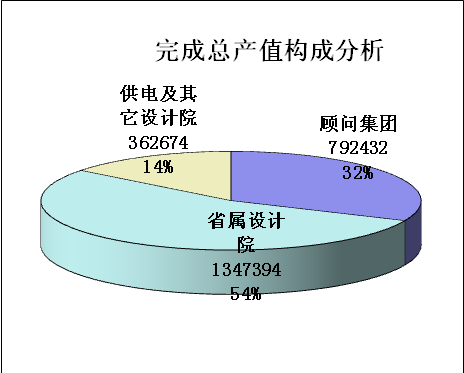 完成总产值构成分析
供电及其
它设计院
362674
14%
顾问集团
792432
32%
省属设计
院
1347394
54%